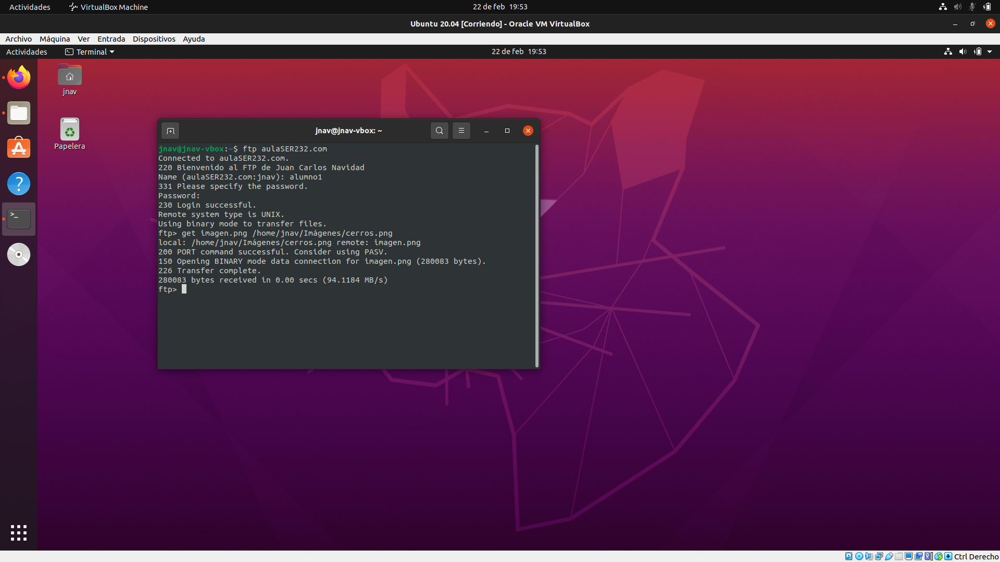 Actividades VirtualBox Machine 22 de feb 19:53
Ubuntu 20.04 [Corriendo] - Oracle VM VirtualBox
Archivo Máquina Ver Entrada Dispositivos Ayuda
Actividades Terminal 22 de feb 19:53
jnav
Papelera
jnav@jnav-vbox: ~
jnav@jnav-vbox:~$ ftp aulaSER232.com
Connected to aulaSER232.com.
220 Bienvenido al FTP de Juan Carlos Navidad
Name (aulaSER232.com:jnav): alumno1
331 Please specify the password.
Password:
230 Login successful.
Remote system type is UNIX.
Using binary mode to transfer files.
ftp> get imagen.png /home/jnav/Imágenes/cerros.png
local: /home/jnav/Imágenes/cerros.png remote: imagen.png
200 PORT command successful. Consider using PASV.
150 Opening BINARY mode data connection for imagen.png (280083 bytes).
226 Transfer complete.
280083 bytes received in 0.00 secs (94.1184 MB/s)
ftp>
Ctrl Derecho